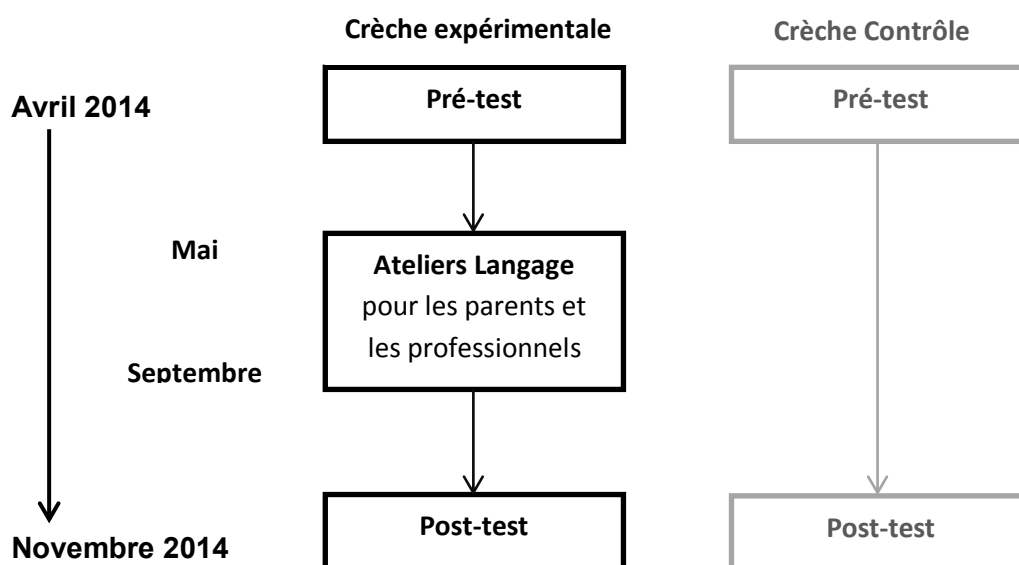 Crèche expérimentale
Crèche Contrôle
Avril 2014
Pré-test
Pré-test
Mai
Ateliers Langage
pour les parents et
les professionnels
Septembre
Post-test
Post-test
Novembre 2014